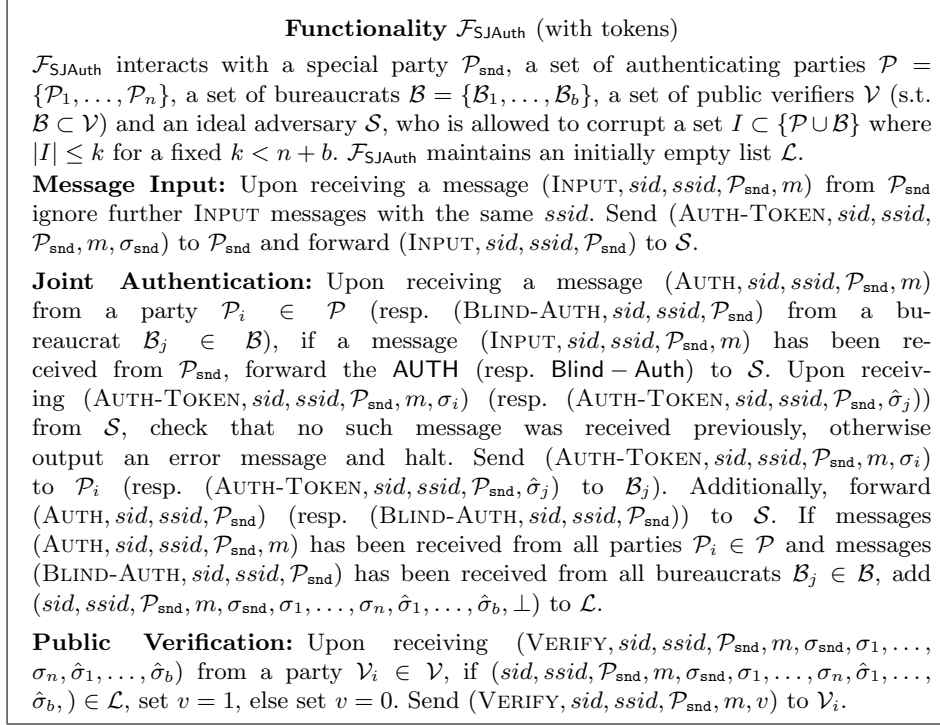 Functionality ℱ_SJAuth (with tokens)
ℱ_SJAuth interacts with a special party 𝒫_snd, a set of authenticating parties 𝒫 =
{𝒫_1, . . . , 𝒫_n}, a set of bureaucrats ℬ = {ℬ_1, . . . , ℬ_b}, a set of public verifiers 𝒱 (s.t.
ℬ ⊂ 𝒱) and an ideal adversary 𝒮, who is allowed to corrupt a set I ⊂ {𝒫 ∪ ℬ} where
|I| ≤ k for a fixed k < n + b. ℱ_SJAuth maintains an initially empty list ℒ.
Message Input: Upon receiving a message (INPUT, sid, ssid, 𝒫_snd, m) from 𝒫_snd
ignore further INPUT messages with the same ssid. Send (AUTH-TOKEN, sid, ssid,
𝒫_snd, m, σ_snd) to 𝒫_snd and forward (INPUT, sid, ssid, 𝒫_snd) to 𝒮.
Joint Authentication: Upon receiving a message (AUTH, sid, ssid, 𝒫_snd, m)
from a party 𝒫_i ∈ 𝒫 (resp. (BLIND-AUTH, sid, ssid, 𝒫_snd) from a bu-
reaucrat ℬ_j ∈ ℬ), if a message (INPUT, sid, ssid, 𝒫_snd, m) has been re-
ceived from 𝒫_snd, forward the AUTH (resp. Blind − Auth) to 𝒮. Upon receiv-
ing (AUTH-TOKEN, sid, ssid, 𝒫_snd, m, σ_i) (resp. (AUTH-TOKEN, sid, ssid, 𝒫_snd, σ̂_j))
from 𝒮, check that no such message was received previously, otherwise
output an error message and halt. Send (AUTH-TOKEN, sid, ssid, 𝒫_snd, m, σ_i)
to 𝒫_i (resp. (AUTH-TOKEN, sid, ssid, 𝒫_snd, σ̂_j) to ℬ_j). Additionally, forward
(AUTH, sid, ssid, 𝒫_snd) (resp. (BLIND-AUTH, sid, ssid, 𝒫_snd)) to 𝒮. If messages
(AUTH, sid, ssid, 𝒫_snd, m) has been received from all parties 𝒫_i ∈ 𝒫 and messages
(BLIND-AUTH, sid, ssid, 𝒫_snd) has been received from all bureaucrats ℬ_j ∈ ℬ, add
(sid, ssid, 𝒫_snd, m, σ_snd, σ_1, . . . , σ_n, σ̂_1, . . . , σ̂_b, ⊥) to ℒ.
Public Verification: Upon receiving (VERIFY, sid, ssid, 𝒫_snd, m, σ_snd, σ_1, . . . ,
σ_n, σ̂_1, . . . , σ̂_b) from a party 𝒱_i ∈ 𝒱, if (sid, ssid, 𝒫_snd, m, σ_snd, σ_1, . . . , σ_n, σ̂_1, . . . ,
σ̂_b, ) ∈ ℒ, set v = 1, else set v = 0. Send (VERIFY, sid, ssid, 𝒫_snd, m, v) to 𝒱_i.